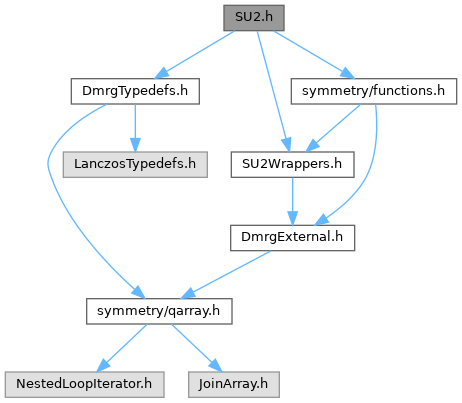 SU2.h
DmrgTypedefs.h
symmetry/functions.h
LanczosTypedefs.h
SU2Wrappers.h
DmrgExternal.h
symmetry/qarray.h
NestedLoopIterator.h
JoinArray.h